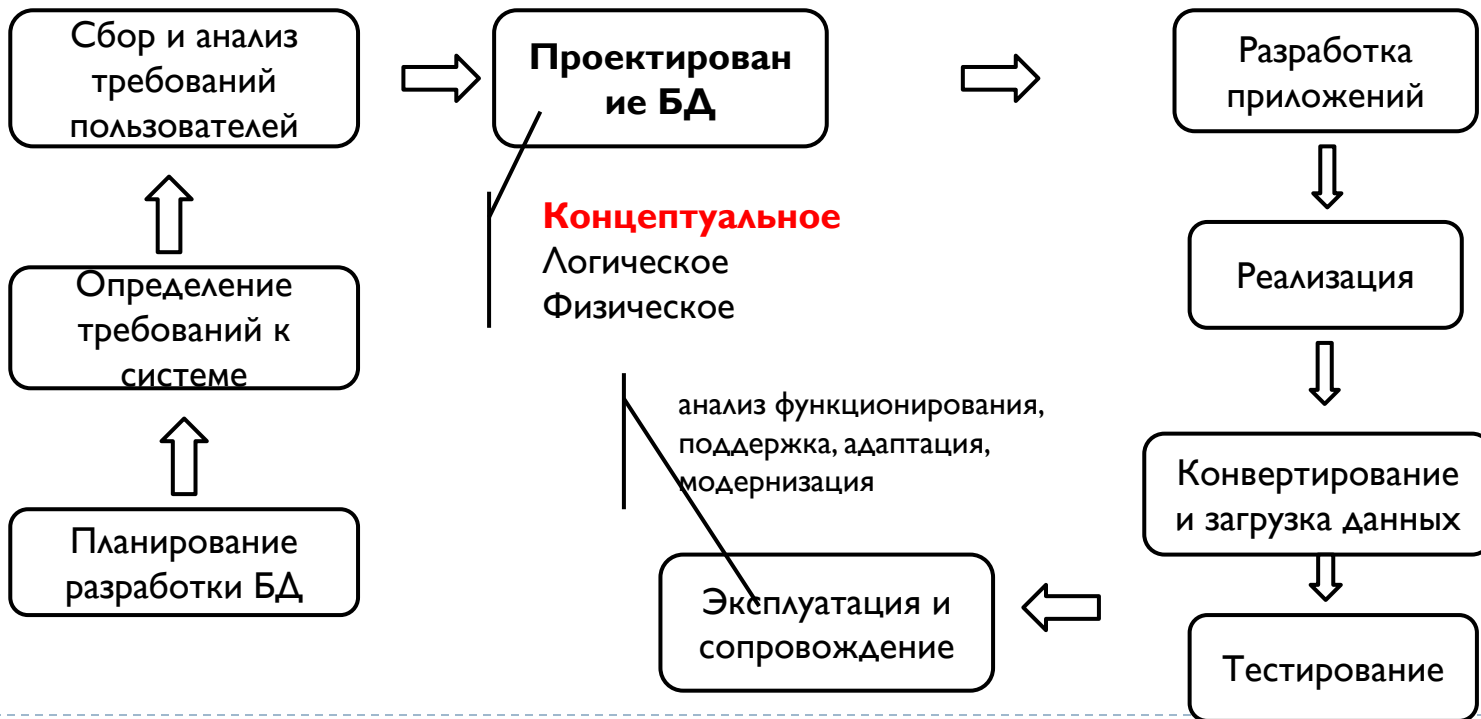 Сбор и анализ
требований
пользователей
Проектирован
ие БД
Разработка
приложений
Концептуальное
Логическое
Физическое
Определение
требований к
системе
Реализация
анализ функционирования,
поддержка, адаптация,
модернизация
Планирование
разработки БД
Конвертирование
и загрузка данных
Эксплуатация и
сопровождение
Тестирование